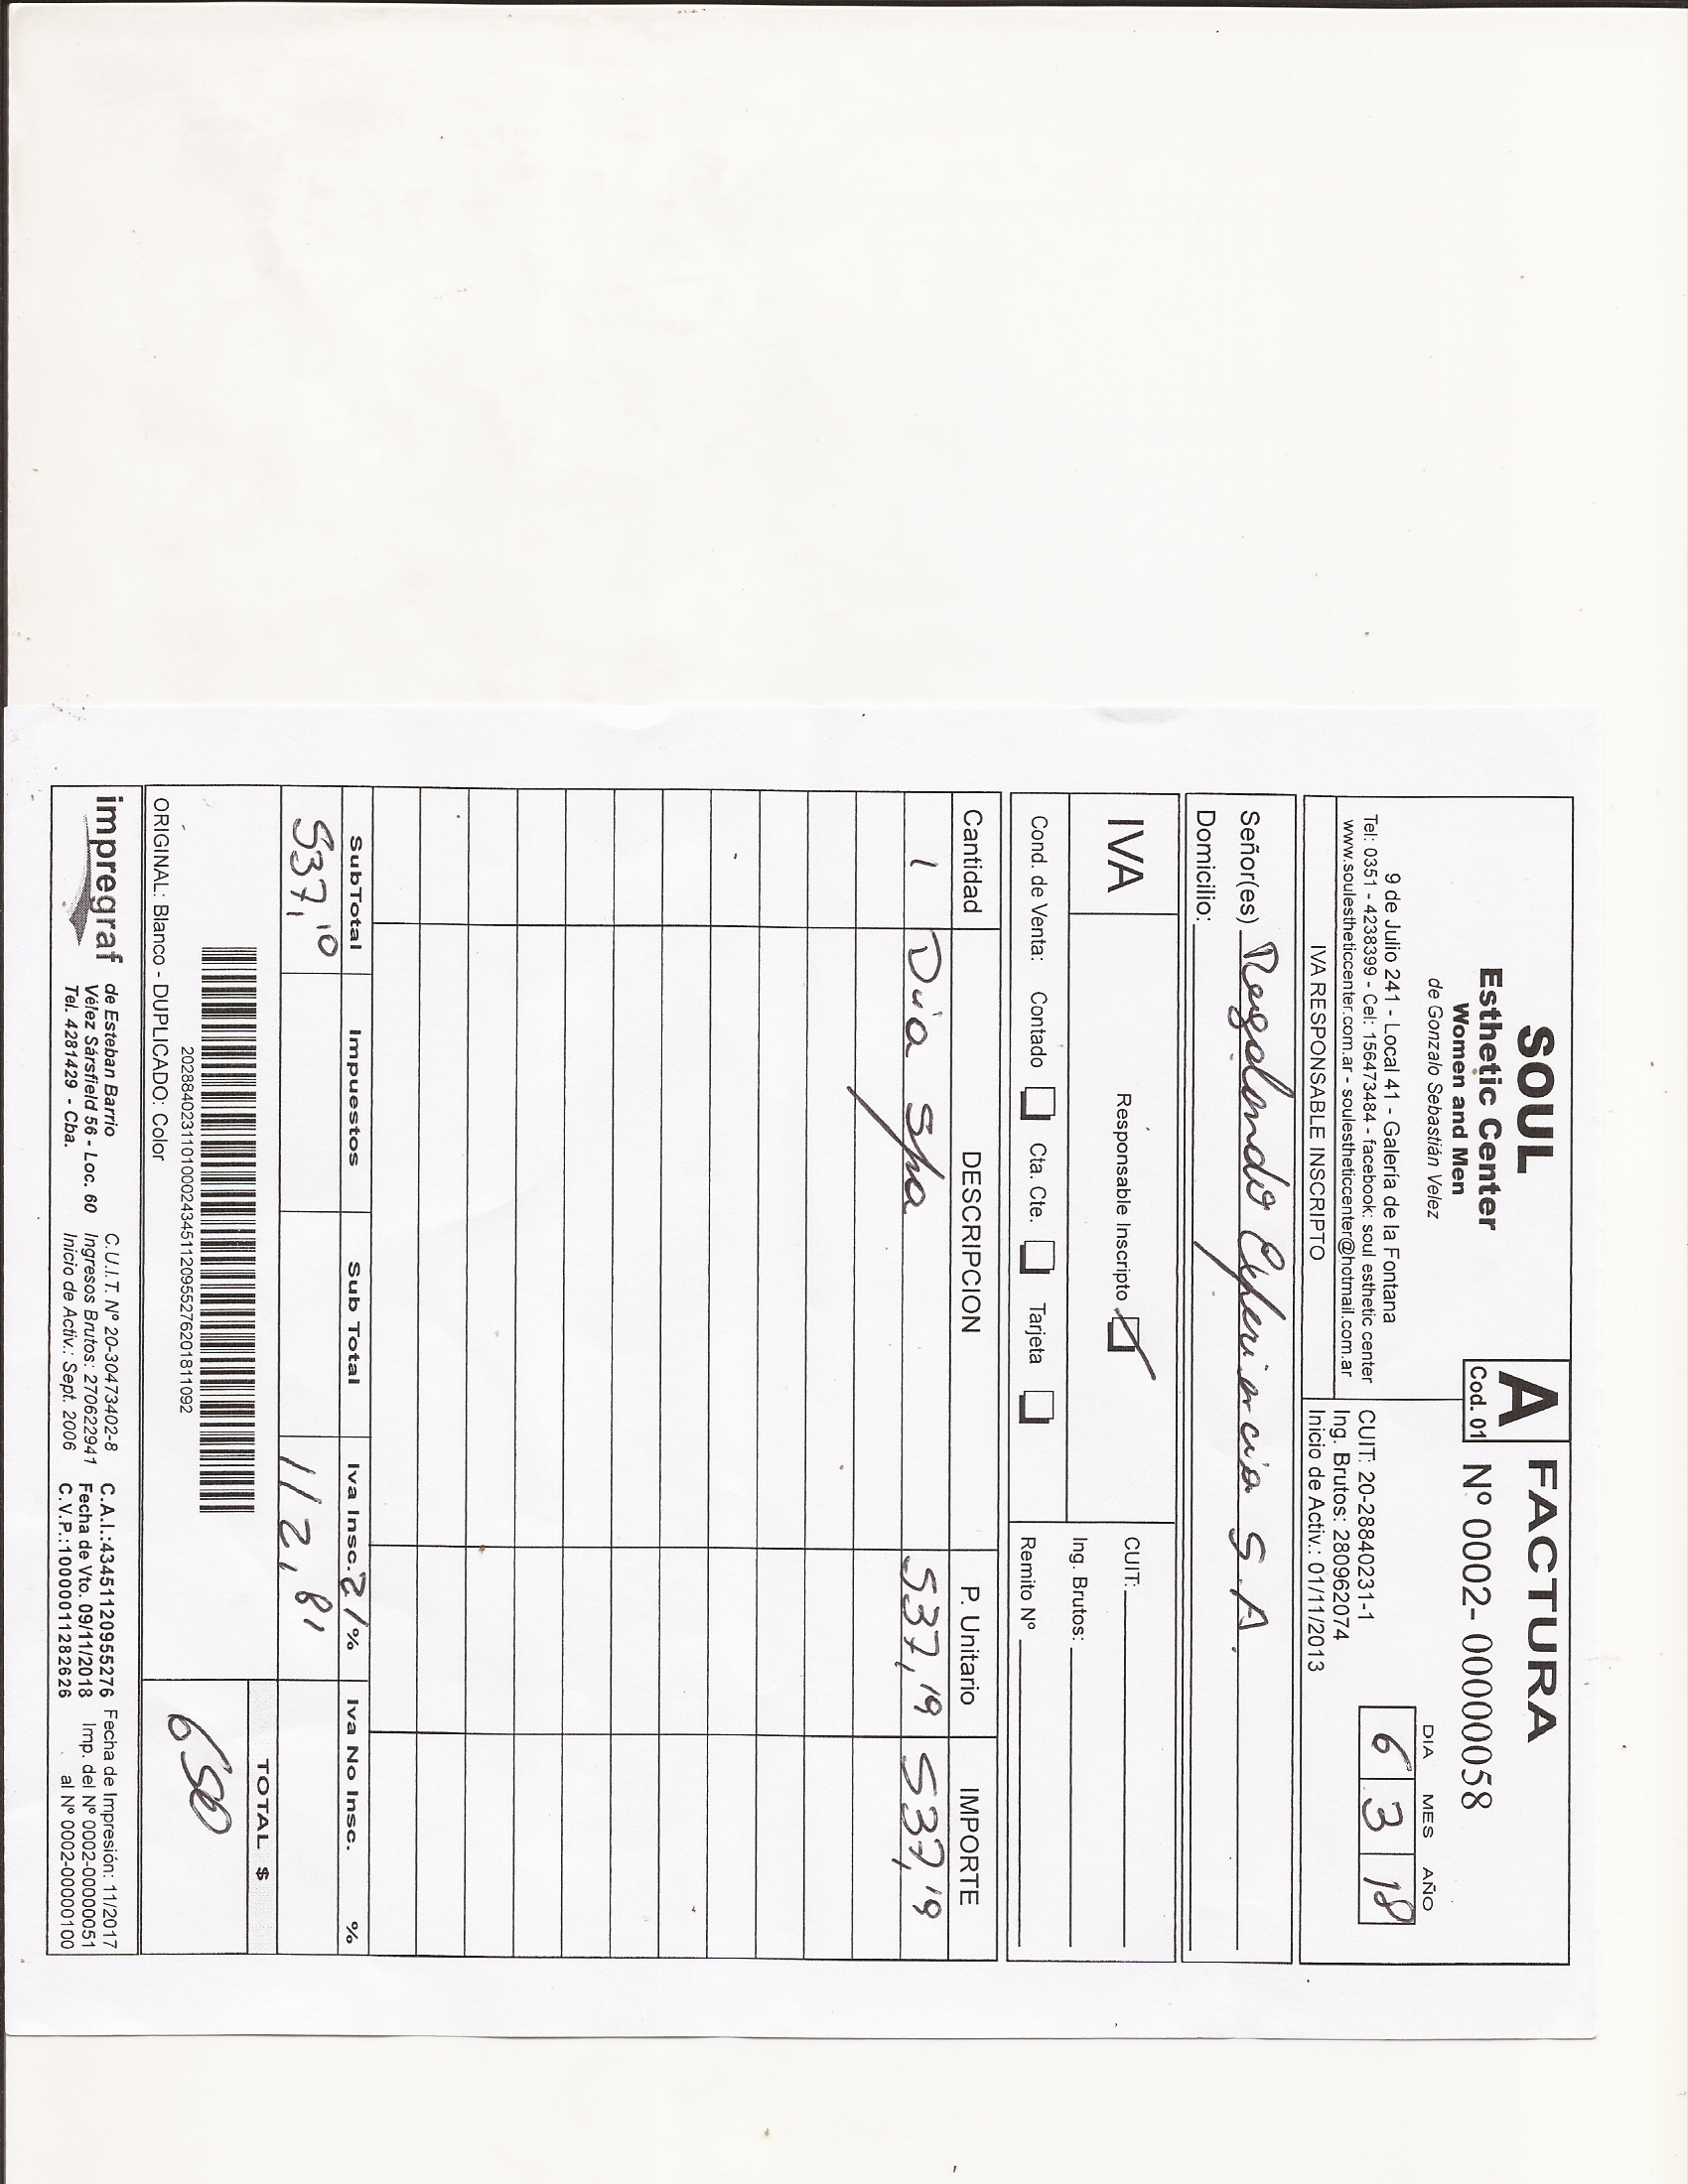 SOUL
Esthetic Center
Women and Men
de Gonzalo Sebastián Velez
9 de Julio 241 - Local 41 - Galería de la Fontana
Tel: 0351 - 4238399 - Cel: 156473484 - facebook: soul esthetic center
www.soulestheticcenter.com.ar - soulestheticcenter@hotmail.com.ar
IVA RESPONSABLE INSCRIPTO
A
Cod. 01
FACTURA
Nº 0002- 00000058
DIA MES AÑO
6 3 18
CUIT: 20-28840231-1
Ing. Brutos: 280962074
Inicio de Activ.: 01/11/2013
Señor(es) Regalando Experiencia S.A.
Domicilio:
IVA Responsable Inscripto
CUIT:
Ing. Brutos:
Cond. de Venta: Contado Cta. Cte. Tarjeta Remito Nº
Cantidad DESCRIPCION P. Unitario IMPORTE
1 Dia Spa 537,19 537,19
SubTotal Impuestos Sub Total Iva Insc. 21% Iva No Insc. %
537,10 112,81
TOTAL $
650
2028840231101000243451120955276201811092
ORIGINAL: Blanco - DUPLICADO: Color
impregraf
de Esteban Barrio
Vélez Sársfield 56 - Loc. 60
Tel. 4281429 - Cba.
C.U.I.T. Nº 20-30473402-8
Ingresos Brutos: 270622941
Inicio de Activ.: Sept. 2006
C.A.I.:43451120955276
Fecha de Vto. 09/11/2018
C.V.P.:1000011282626
Fecha de Impresión: 11/2017
Imp. del Nº 0002-00000051
al Nº 0002-00000100